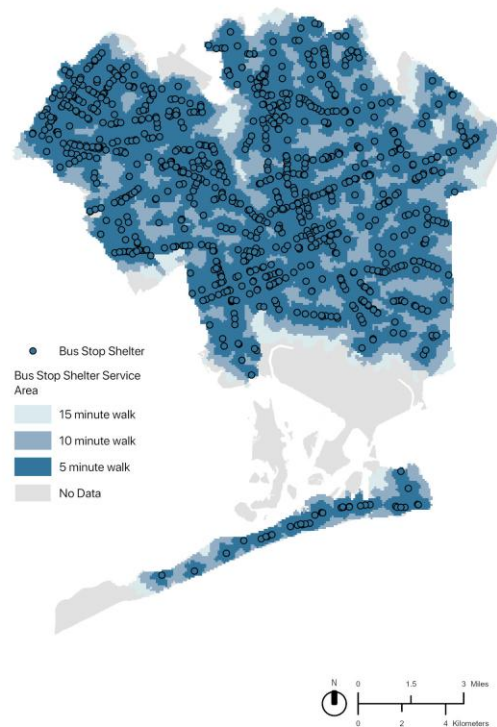 Bus Stop Shelter
Bus Stop Shelter Service
Area
15 minute walk
10 minute walk
5 minute walk
No Data
N
0 1.5 3 Miles
0 2 4 Kilometers